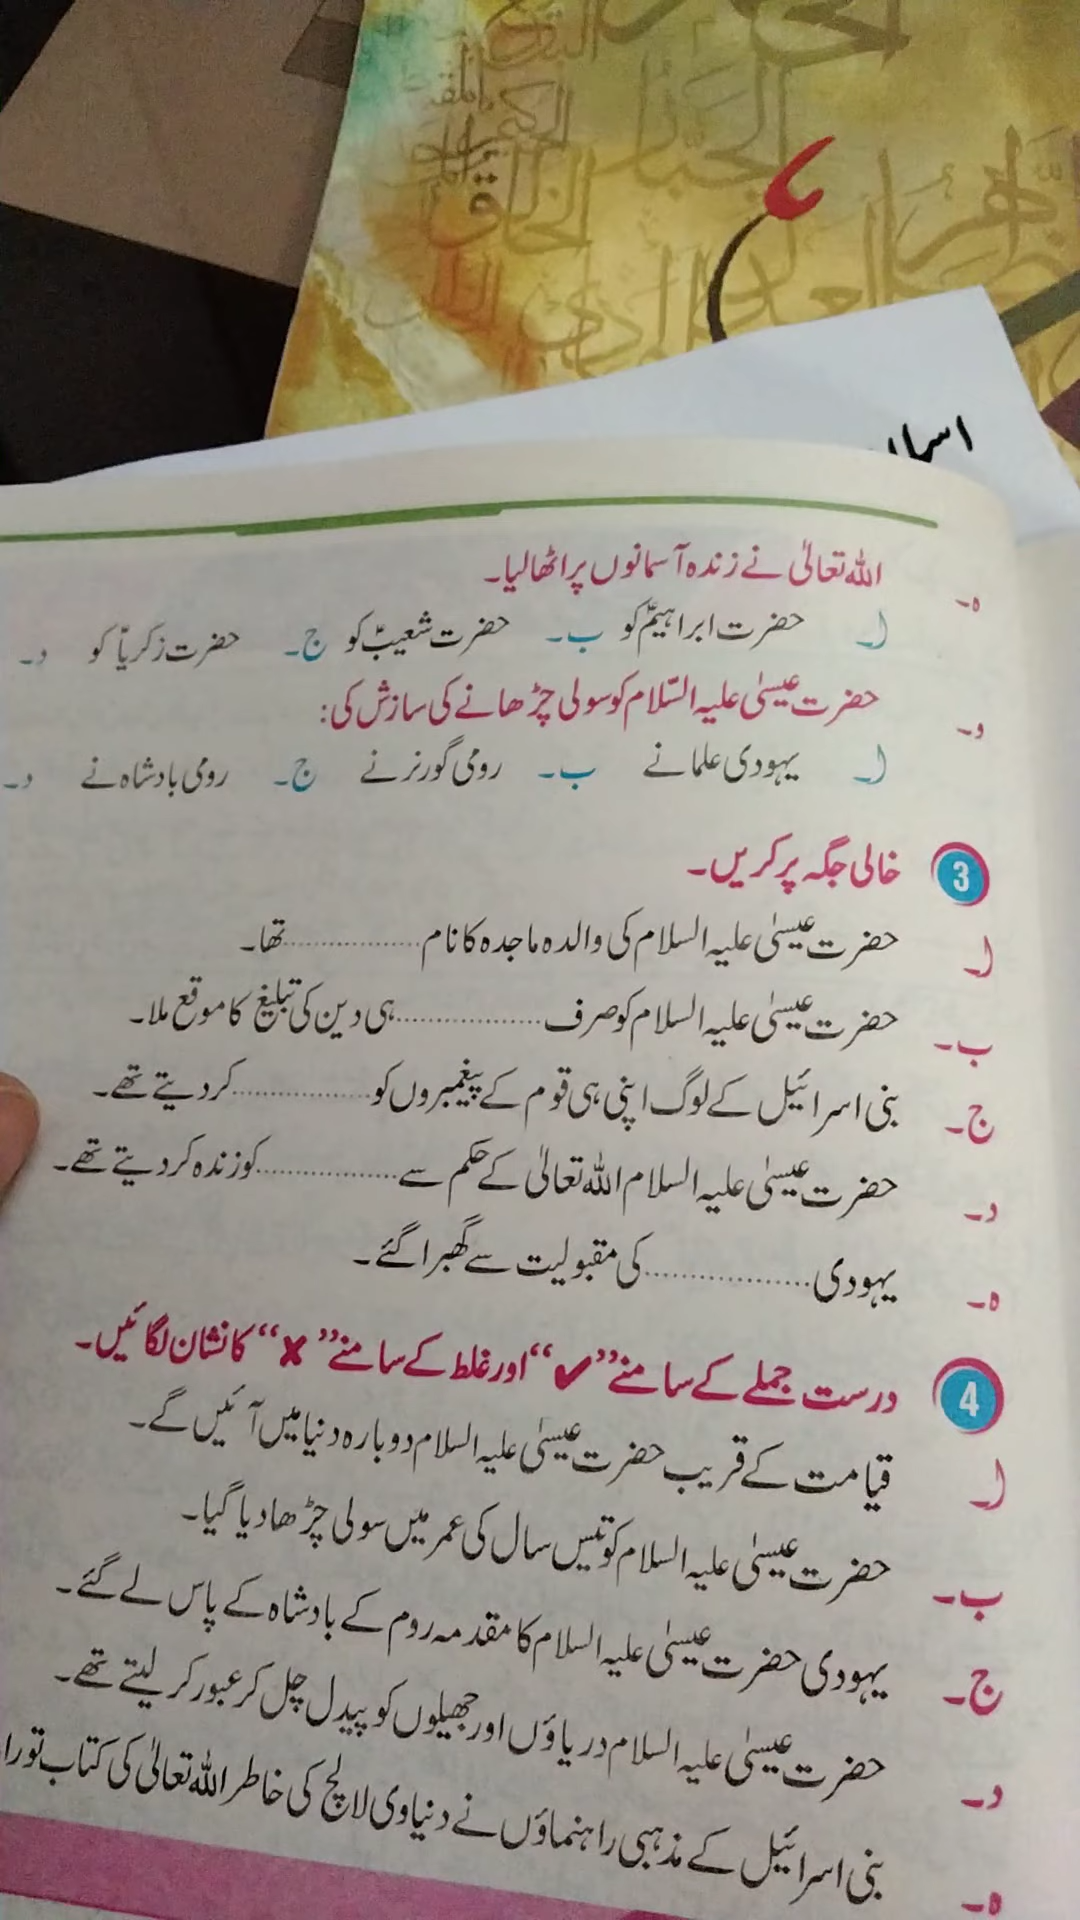 اسلا
ہ۔ اللہ تعالیٰ نے زندہ آسمانوں پر اٹھالیا۔
ا۔ حضرت ابراہیمؑ کو ب۔ حضرت شعیبؑ کو ج۔ حضرت زکریاؑ کو د۔
و۔ حضرت عیسیٰ علیہ السّلام کو سولی چڑھانے کی سازش کی:
ا۔ یہودی علما نے ب۔ رومی گورنر نے ج۔ رومی بادشاہ نے د۔
3 خالی جگہ پر کریں۔
ا۔ حضرت عیسیٰ علیہ السلام کی والدہ ماجدہ کا نام ................ تھا۔
ب۔ حضرت عیسیٰ علیہ السلام کو صرف ................ ہی دین کی تبلیغ کا موقع ملا۔
ج۔ بنی اسرائیل کے لوگ اپنی ہی قوم کے پیغمبروں کو ................ کر دیتے تھے۔
د۔ حضرت عیسیٰ علیہ السلام اللہ تعالیٰ کے حکم سے ................ کو زندہ کر دیتے تھے۔
ہ۔ یہودی ................ کی مقبولیت سے گھبرا گئے۔
4 درست جملے کے سامنے ”✔“ اور غلط کے سامنے ”✘“ کا نشان لگائیں۔
ا۔ قیامت کے قریب حضرت عیسیٰ علیہ السلام دوبارہ دنیا میں آئیں گے۔
ب۔ حضرت عیسیٰ علیہ السلام کو تیس سال کی عمر میں سولی چڑھا دیا گیا۔
ج۔ یہودی حضرت عیسیٰ علیہ السلام کا مقدمہ روم کے بادشاہ کے پاس لے گئے۔
د۔ حضرت عیسیٰ علیہ السلام دریاؤں اور جھیلوں کو پیدل چل کر عبور کر لیتے تھے۔
ہ۔ بنی اسرائیل کے مذہبی راہنماؤں نے دنیاوی لالچ کی خاطر اللہ تعالیٰ کی کتاب تورا